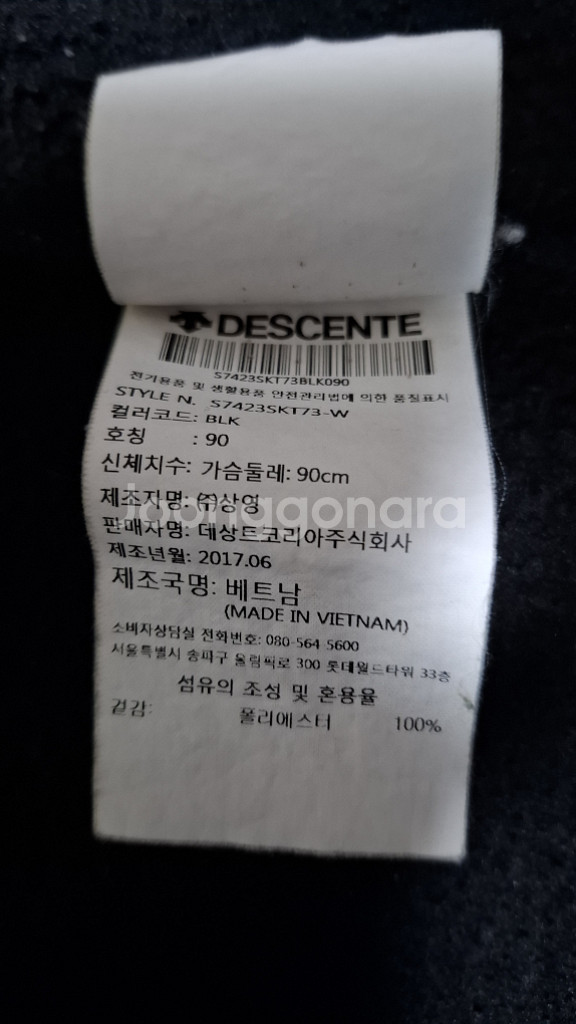 DESCENTE
S7423SKT73BLK090
전기용품 및 생활용품 안전관리법에 의한 품질표시
STYLE N. S7423SKT73-W
컬러코드: BLK
호칭 : 90
신체치수: 가슴둘레: 90cm
제조자명: ㈜상영
joonggonara
판매자명: 데상트코리아주식회사
제조년월: 2017.06
제조국명: 베트남
(MADE IN VIETNAM)
소비자상담실 전화번호: 080-564-5600
서울특별시 송파구 올림픽로 300 롯데월드타워 33층
섬유의 조성 및 혼용율
겉감: 폴리에스터 100%